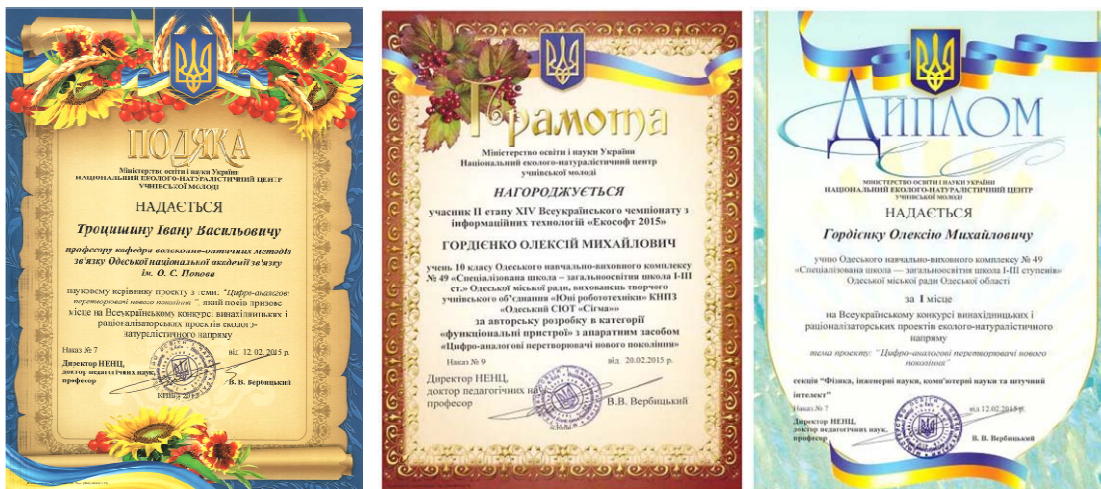 ПОДЯКА
Міністерство освіти і науки України
НАЦІОНАЛЬНИЙ ЕКОЛОГО-НАТУРАЛІСТИЧНИЙ ЦЕНТР
УЧНІВСЬКОЇ МОЛОДІ
НАДАЄТЬСЯ
Троцишину Івану Васильовичу
професору кафедри волоконно-оптичних методів
зв'язку Одеської національної академії зв'язку
ім. О. С. Попова
науковому керівнику проєкту з теми: "Цифро-аналогові
перетворювачі нового покоління", який посів призове
місце на Всеукраїнському конкурсі винахідницьких і
раціоналізаторських проектів еколого-
натуралістичного напряму
Наказ № 7 від 12.02.2015 р.
Директор НЕНЦ,
доктор педагогічних наук,
професор В. В. Вербицький
Грамота
Міністерство освіти і науки України
Національний еколого-натуралістичний центр
учнівської молоді
НАГОРОДЖУЄТЬСЯ
учасник ІІ етапу XIV Всеукраїнського чемпіонату з
інформаційних технологій «Екософт 2015»
ГОРДІЄНКО ОЛЕКСІЙ МИХАЙЛОВИЧ
учень 10 класу Одеського навчально-виховного комплексу
№ 49 «Спеціалізована школа – загальноосвітня школа І-ІІІ
ст.» Одеської міської ради, вихованець творчого
учнівського об'єднання «Юні робототехніки» КНПЗ
«Одеський СЮТ «Сігма»»
за авторську розробку в категорії
«функціональні пристрої» з апаратним засобом
«Цифро-аналогові перетворювачі нового покоління»
Наказ № 9 від 20.02.2015 р.
Директор НЕНЦ,
доктор педагогічних наук,
професор В.В. Вербицький
ДИПЛОМ
МІНІСТЕРСТВО ОСВІТИ І НАУКИ УКРАЇНИ
НАЦІОНАЛЬНИЙ ЕКОЛОГО-НАТУРАЛІСТИЧНИЙ ЦЕНТР
УЧНІВСЬКОЇ МОЛОДІ
НАДАЄТЬСЯ
Гордієнку Олексію Михайловичу
учню Одеського навчально-виховного комплексу № 49
«Спеціалізована школа — загальноосвітня школа І-ІІІ ступенів»
Одеської міської ради Одеської області
за І місце
на Всеукраїнському конкурсі винахідницьких і
раціоналізаторських проектів еколого-натуралістичного
напряму
тема проекту: "Цифро-аналогові перетворювачі нового
покоління"
секція "Фізика, інженерні науки, комп'ютерні науки та штучний
інтелект"
Наказ № 7 від 12.02.2015 р.
Директор НЕНЦ,
доктор педагогічних наук,
професор В. В. Вербицький